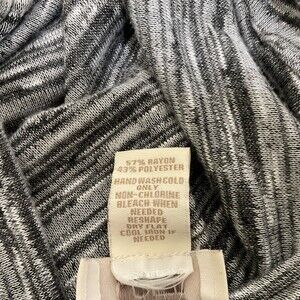 57% RAYON
43% POLYESTER
HAND WASH COLD
ONLY
NON-CHLORINE
BLEACH WHEN
NEEDED
RESHAPE
DRY FLAT
COOL IRON IF
NEEDED